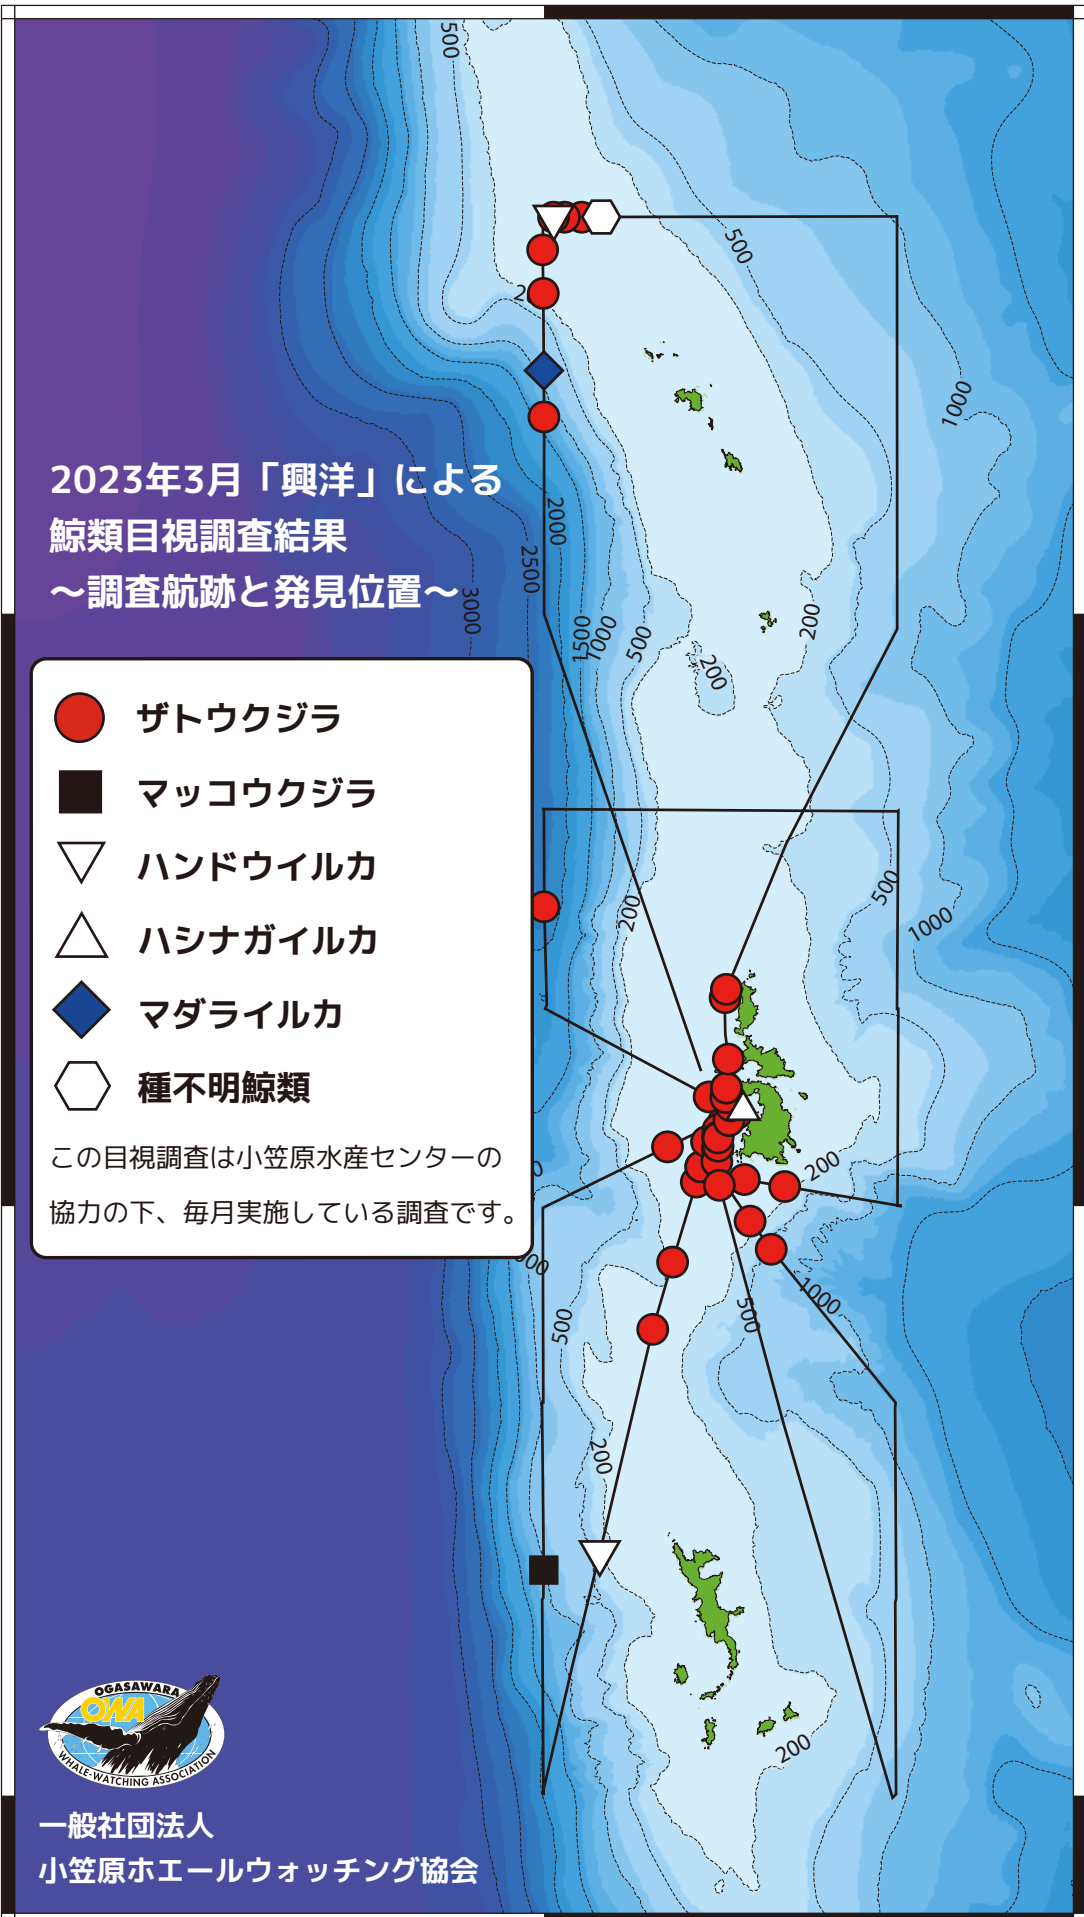 500
500
1000
2023年3月「興洋」による
鯨類目視調査結果
～調査航跡と発見位置～
2000
2500
3000
1500
1000
500
200
200
ザトウクジラ
マッコウクジラ
ハンドウイルカ
ハシナガイルカ
マダライルカ
種不明鯨類
この目視調査は小笠原水産センターの
協力の下、毎月実施している調査です。
200
500
1000
200
500
500
1000
200
200
OGASAWARA
OWA
WHALE-WATCHING ASSOCIATION
一般社団法人
小笠原ホエールウォッチング協会